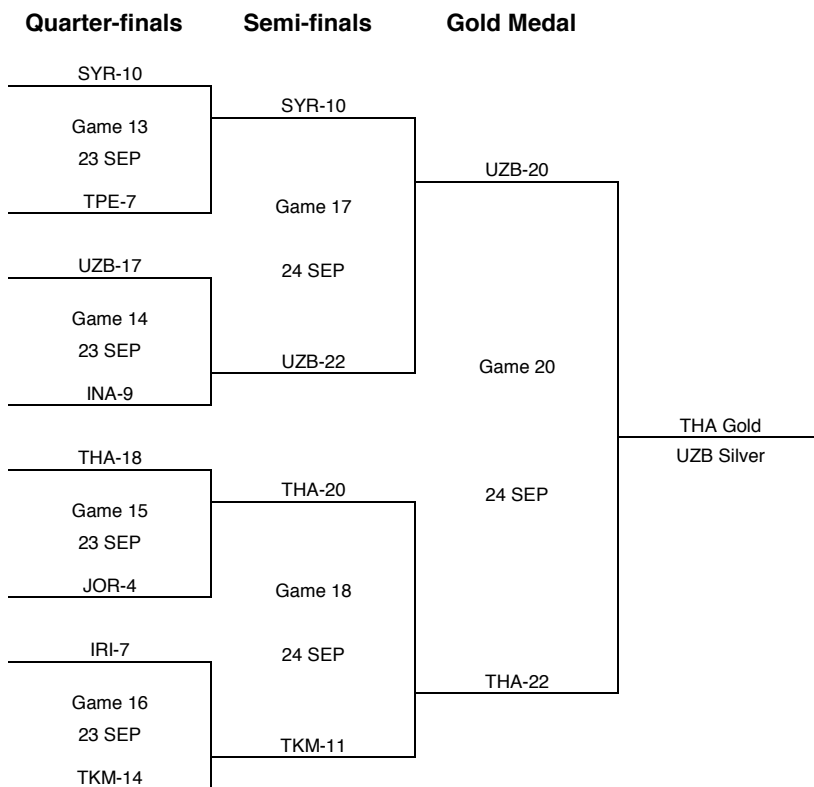 Quarter-finals Semi-finals Gold Medal
SYR-10
Game 13
23 SEP
TPE-7
UZB-17
Game 14
23 SEP
INA-9
THA-18
Game 15
23 SEP
JOR-4
IRI-7
Game 16
23 SEP
TKM-14
SYR-10
Game 17
24 SEP
UZB-22
THA-20
Game 18
24 SEP
TKM-11
UZB-20
Game 20
24 SEP
THA-22
THA Gold
UZB Silver